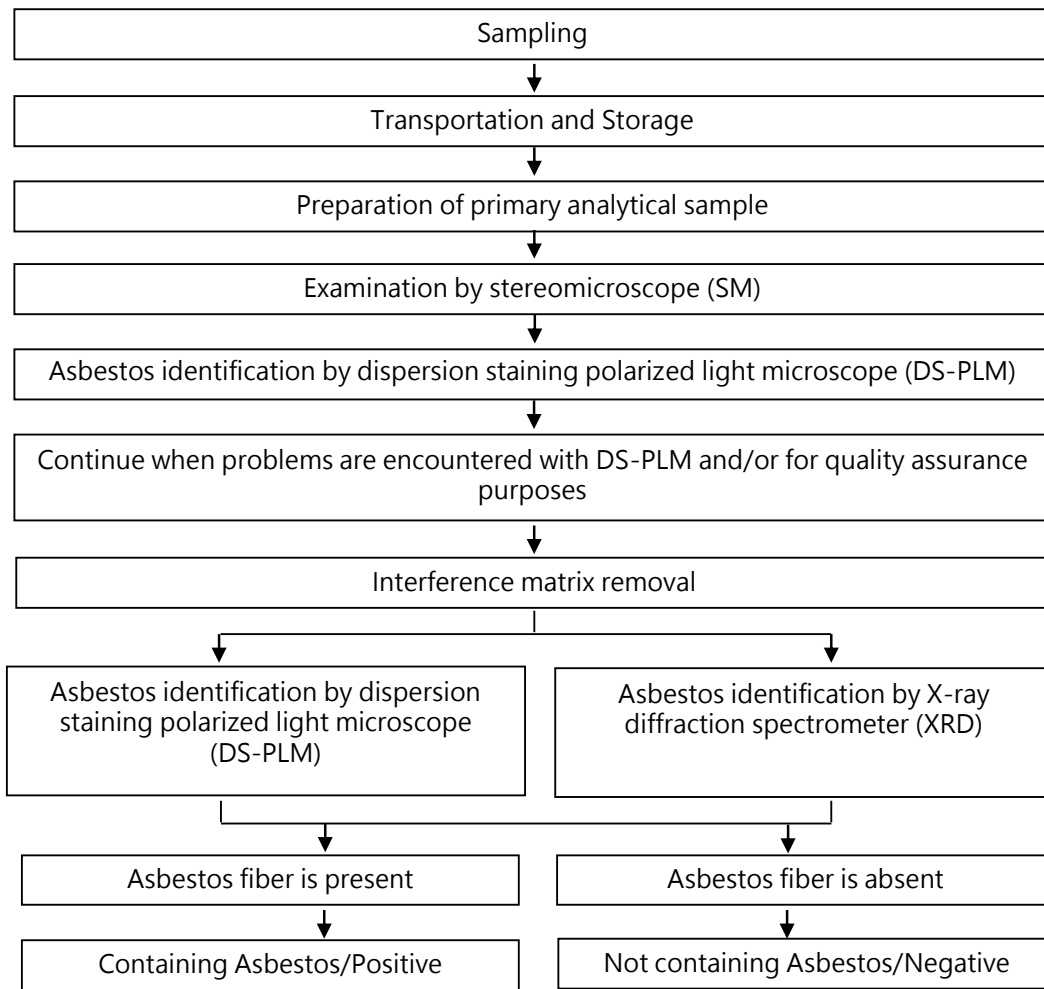 Sampling
Transportation and Storage
Preparation of primary analytical sample
Examination by stereomicroscope (SM)
Asbestos identification by dispersion staining polarized light microscope (DS-PLM)
Continue when problems are encountered with DS-PLM and/or for quality assurance
purposes
Interference matrix removal
Asbestos identification by dispersion
staining polarized light microscope
(DS-PLM)
Asbestos identification by X-ray
diffraction spectrometer (XRD)
Asbestos fiber is present
Asbestos fiber is absent
Containing Asbestos/Positive
Not containing Asbestos/Negative